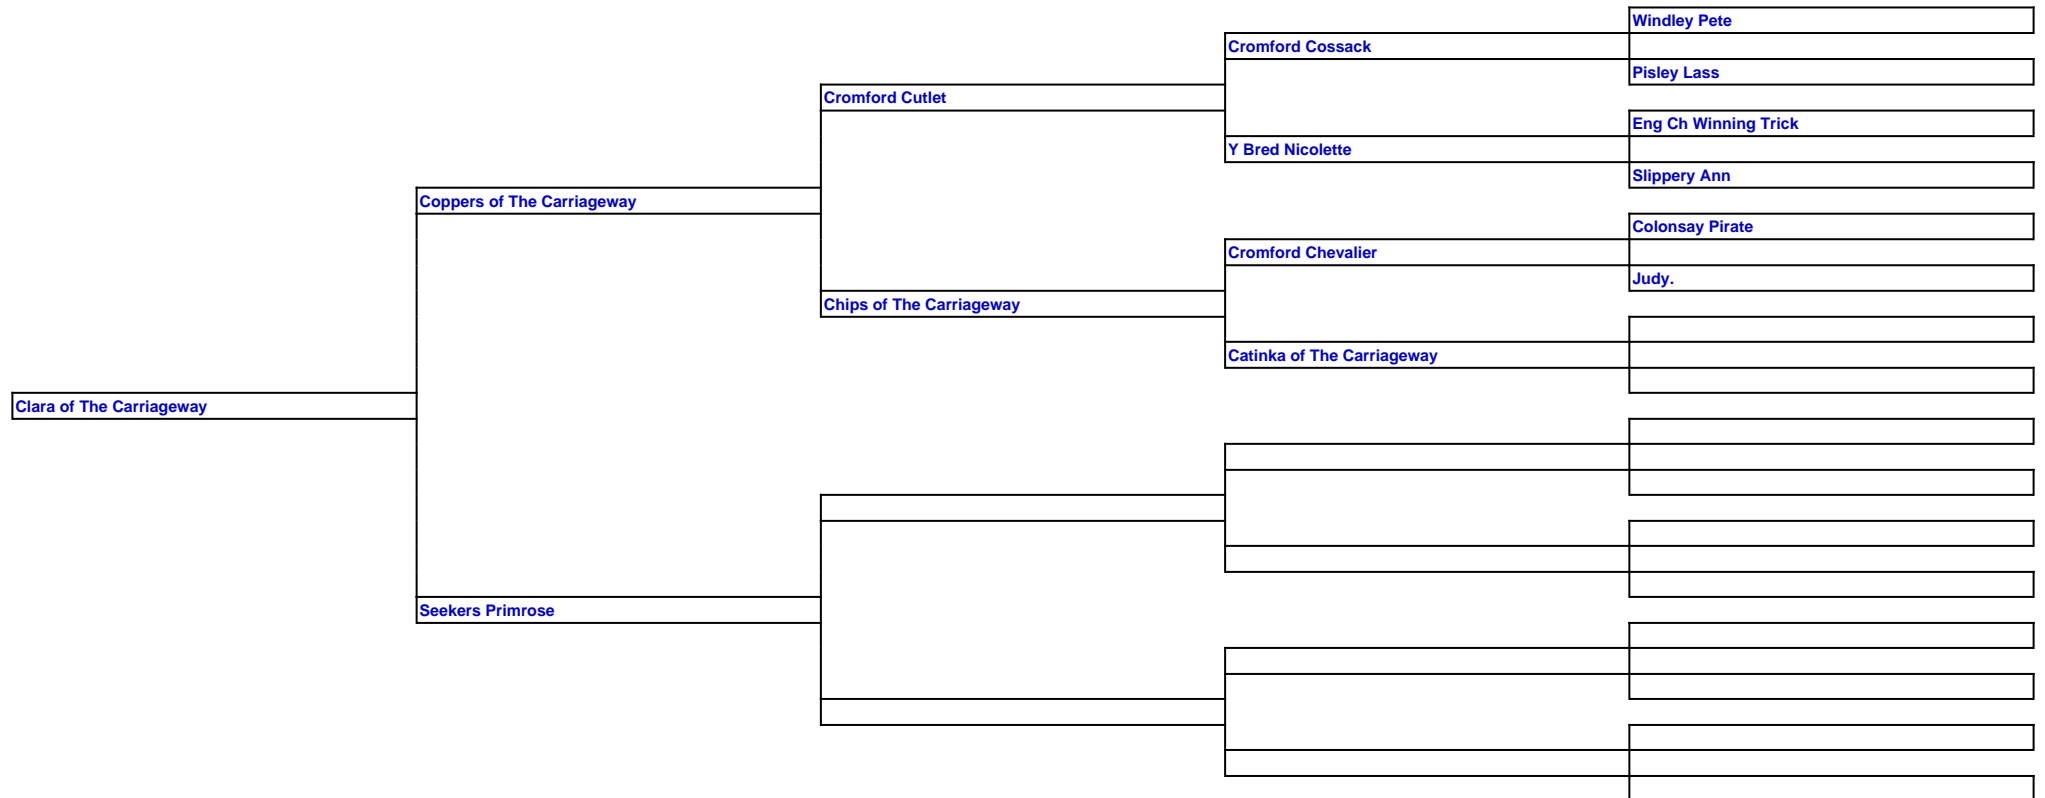 Windley Pete
Cromford Cossack
Pisley Lass
Cromford Cutlet
Eng Ch Winning Trick
Y Bred Nicolette
Slippery Ann
Coppers of The Carriageway
Colonsay Pirate
Cromford Chevalier
Judy.
Chips of The Carriageway
Catinka of The Carriageway
Clara of The Carriageway
Seekers Primrose